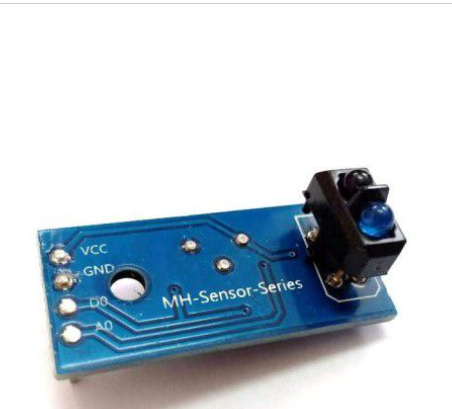 VCC
GND
D0
A0
MH-Sensor-Series